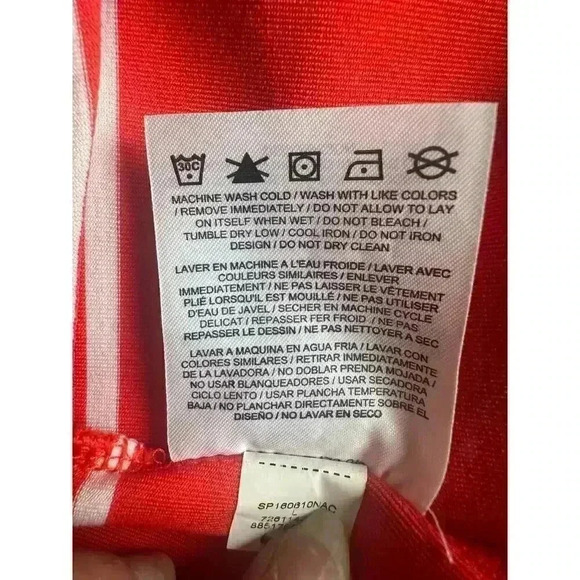 30C
MACHINE WASH COLD / WASH WITH LIKE COLORS
/ REMOVE IMMEDIATELY / DO NOT ALLOW TO LAY
ON ITSELF WHEN WET / DO NOT BLEACH /
TUMBLE DRY LOW / COOL IRON / DO NOT IRON
DESIGN / DO NOT DRY CLEAN
LAVER EN MACHINE A L'EAU FROIDE / LAVER AVEC
COULEURS SIMILAIRES / ENLEVER
IMMEDIATEMENT / NE PAS LAISSER LE VÊTEMENT
PLIÉ LORSQU'IL EST MOUILLÉ / NE PAS UTILISER
D'EAU DE JAVEL / SECHER EN MACHINE CYCLE
DELICAT / REPASSER FER FROID / NE PAS
REPASSER LE DESSIN / NE PAS NETTOYER A SEC
LAVAR A MAQUINA EN AGUA FRIA / LAVAR CON
COLORES SIMILARES / RETIRAR INMEDIATAMENTE
DE LA LAVADORA / NO DOBLAR PRENDA MOJADA /
NO USAR BLANQUEADORES / USAR SECADORA
CICLO LENTO / USAR PLANCHA TEMPERATURA
BAJA / NO PLANCHAR DIRECTAMENTE SOBRE EL
DISEÑO / NO LAVAR EN SECO
SP160610NAC
L